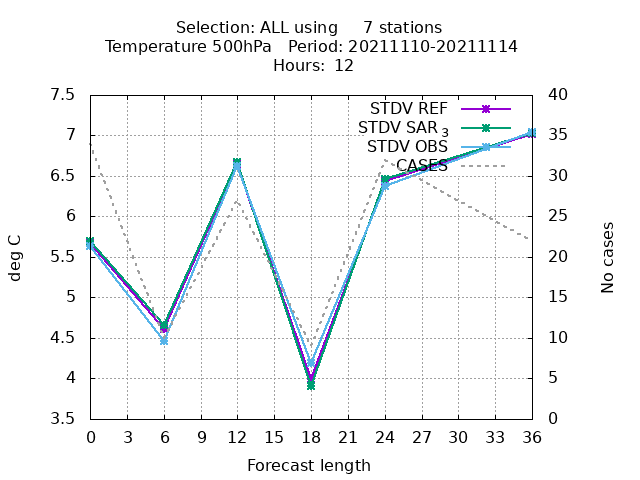 Selection: ALL using     7 stations
Temperature 500hPa   Period: 20211110-20211114
Hours: 12
7.5
7
6.5
6
5.5
5
4.5
4
3.5
40
35
30
25
20
15
10
5
0
deg C
No cases
STDV REF
STDV SAR 3
STDV OBS
CASES
0 3 6 9 12 15 18 21 24 27 30 33 36
Forecast length